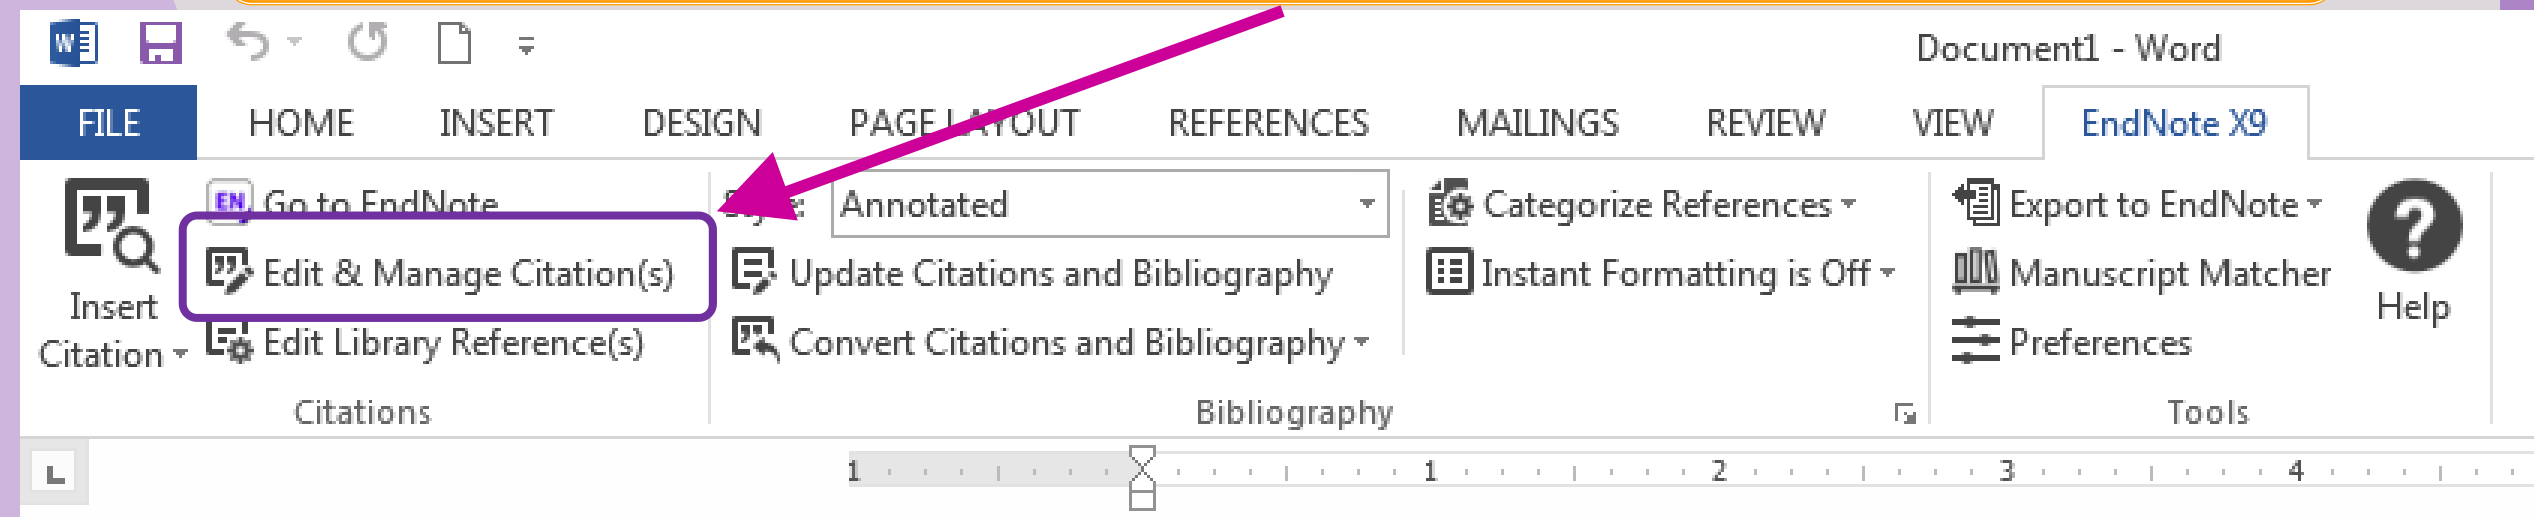 Document1 - Word
FILE HOME INSERT DESIGN PAGE LAYOUT REFERENCES MAILINGS REVIEW VIEW EndNote X9
Insert
Citation
EN Go to EndNote
Edit & Manage Citation(s)
Edit Library Reference(s)
Citations
Style: Annotated
Update Citations and Bibliography
Convert Citations and Bibliography
Categorize References
Instant Formatting is Off
Bibliography
Export to EndNote
Manuscript Matcher
Preferences
Tools
? Help
L 1 1 2 3 4